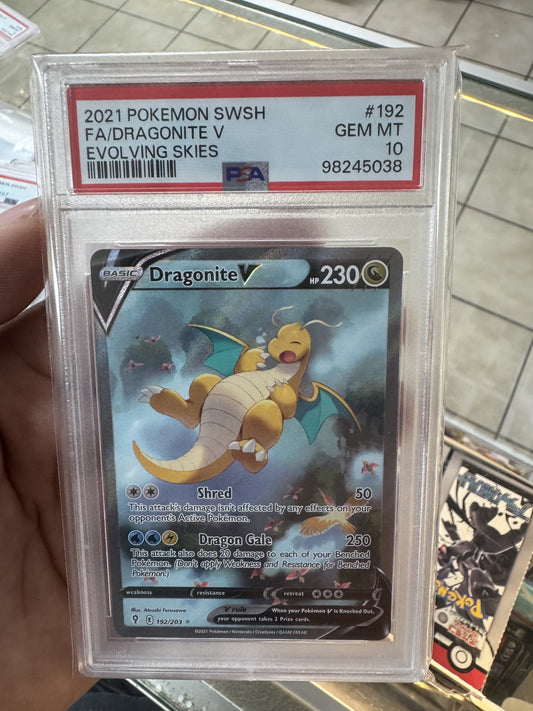 2021 POKEMON SWSH #192
FA/DRAGONITE V GEM MT
EVOLVING SKIES 10
98245038
PSA
BASIC Dragonite V HP 230
Shred 50
This attack's damage isn't affected by any effects on your
opponent's Active Pokémon.
Dragon Gale 250
This attack also does 20 damage to each of your Benched
Pokémon. (Don't apply Weakness and Resistance for Benched
Pokémon.)
weakness resistance retreat
V rule When your Pokémon V is Knocked Out,
your opponent takes 2 Prize cards.
Illus. Atsushi Furusawa
E 192/203
©2021 Pokémon / Nintendo / Creatures / GAME FREAK
MON SWSH